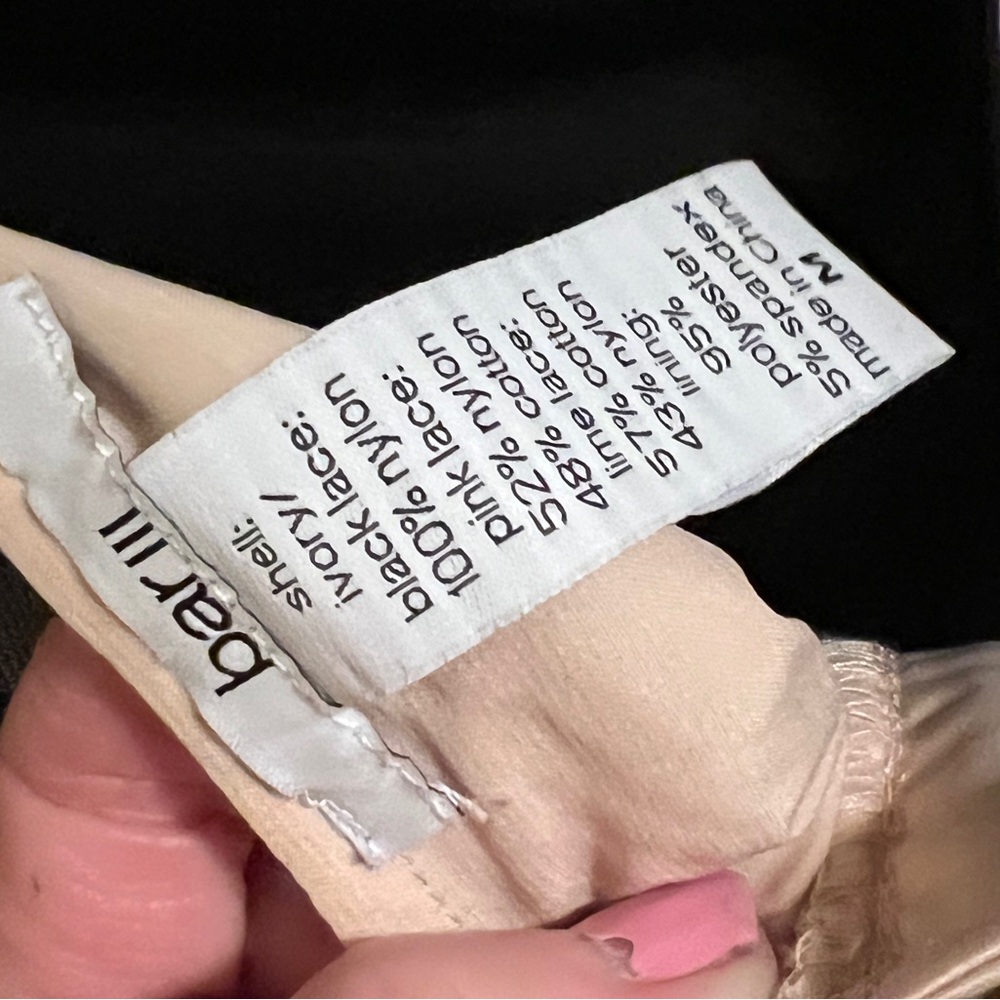 bar III
shell:
ivory/
black lace:
100% nylon
pink lace:
52% nylon
48% cotton
lime lace:
57% cotton
43% nylon
lining:
95%
polyester
5% spandex
made in China
M